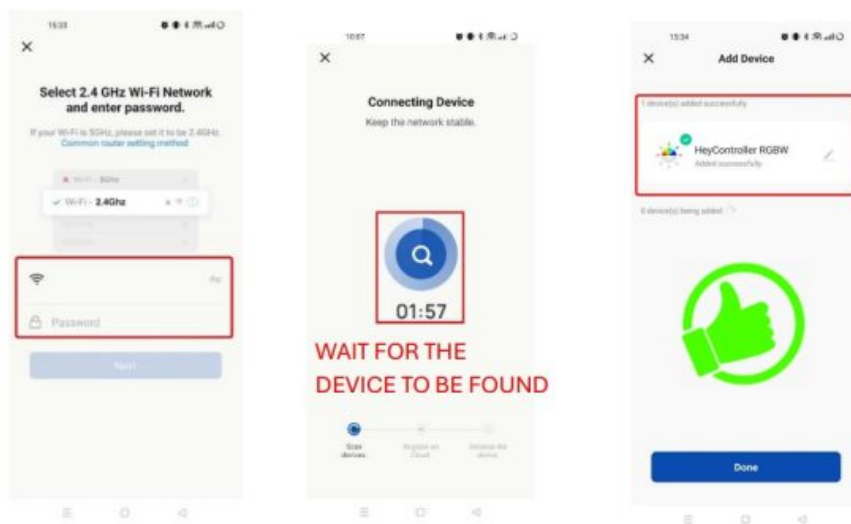 15:33
Select 2.4 GHz Wi-Fi Network
and enter password.
If your Wi-Fi is 5GHz, please set it to be 2.4GHz.
Common router setting method
Wi-Fi - 5Ghz
Wi-Fi - 2.4Ghz
Password
Next
10:07
Connecting Device
Keep the network stable.
01:57
WAIT FOR THE
DEVICE TO BE FOUND
Scan
devices.
Register on
Cloud.
Initialize the
device.
15:34
Add Device
1 device(s) added successfully
HeyController RGBW
Added successfully
0 device(s) being added
Done